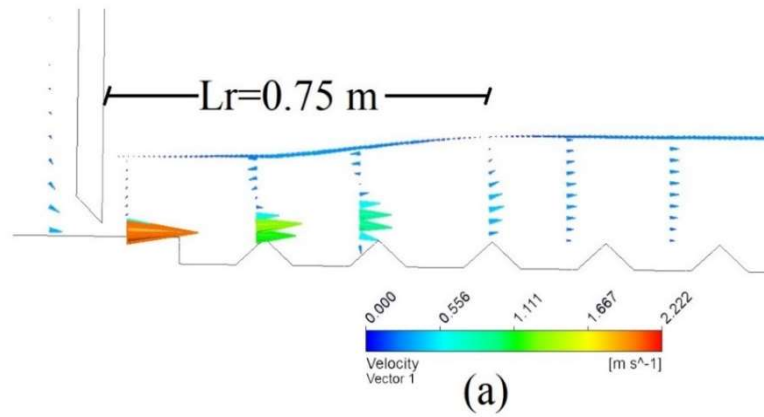 Lr=0.75 m
0.000
0.556
1.111
1.667
2.222
Velocity
Vector 1
[m s^-1]
(a)